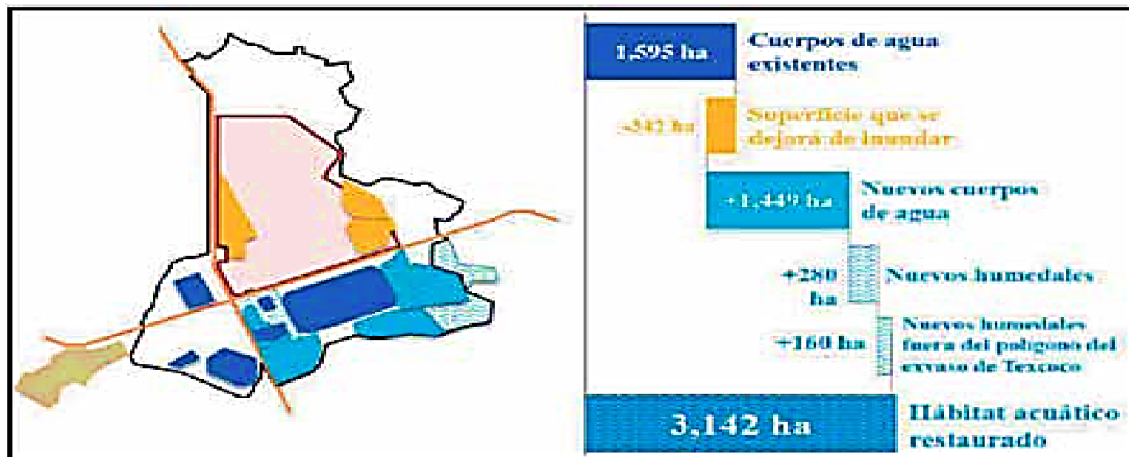 1,595 ha
Cuerpos de agua
existentes
-342 ha
Superficie que se
dejará de inundar
+1,449 ha
Nuevos cuerpos
de agua
+280
ha
Nuevos humedales
+160 ha
Nuevos humedales
fuera del polígono del
exvaso de Texcoco
3,142 ha
Hábitat acuático
restaurado